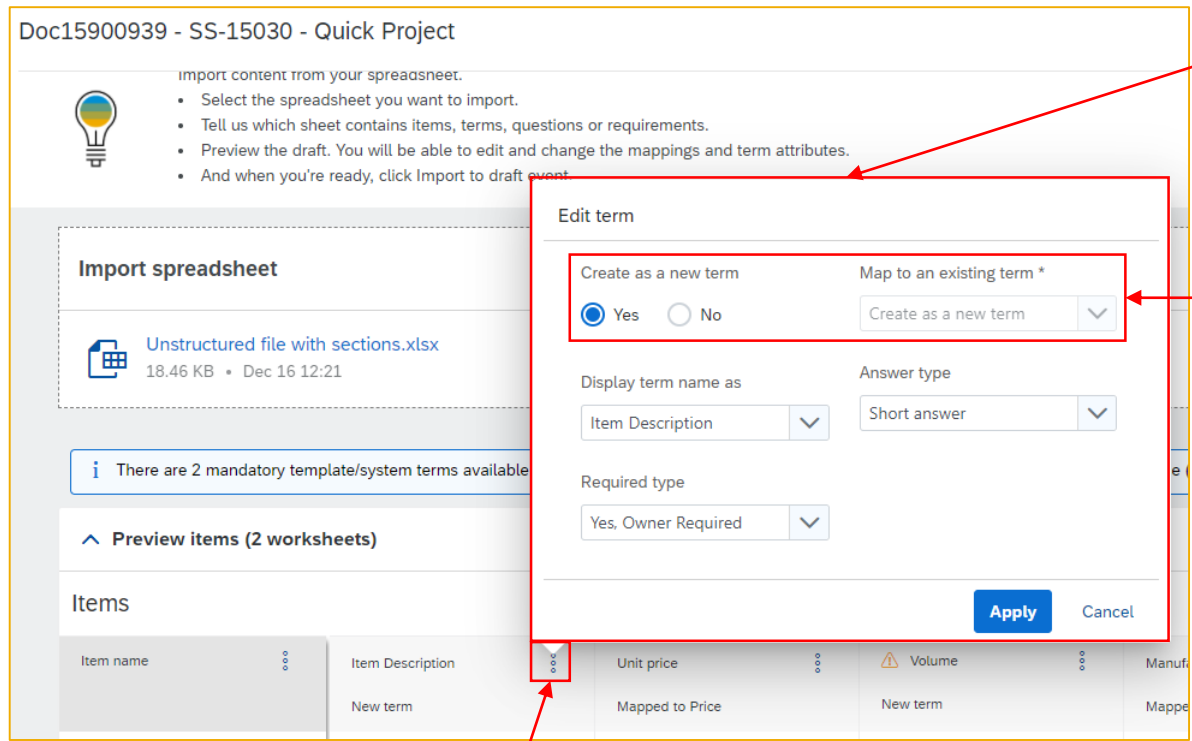 Doc15900939 - SS-15030 - Quick Project
Import content from your spreadsheet.
• Select the spreadsheet you want to import.
• Tell us which sheet contains items, terms, questions or requirements.
• Preview the draft. You will be able to edit and change the mappings and term attributes.
• And when you're ready, click Import to draft event.
Import spreadsheet
Unstructured file with sections.xlsx
18.46 KB • Dec 16 12:21
i There are 2 mandatory template/system terms available
Preview items (2 worksheets)
Items
Item name
Item Description
New term
Unit price
Mapped to Price
Volume
New term
Edit term
Create as a new term
Yes No
Map to an existing term *
Create as a new term
Display term name as
Item Description
Answer type
Short answer
Required type
Yes, Owner Required
Apply Cancel